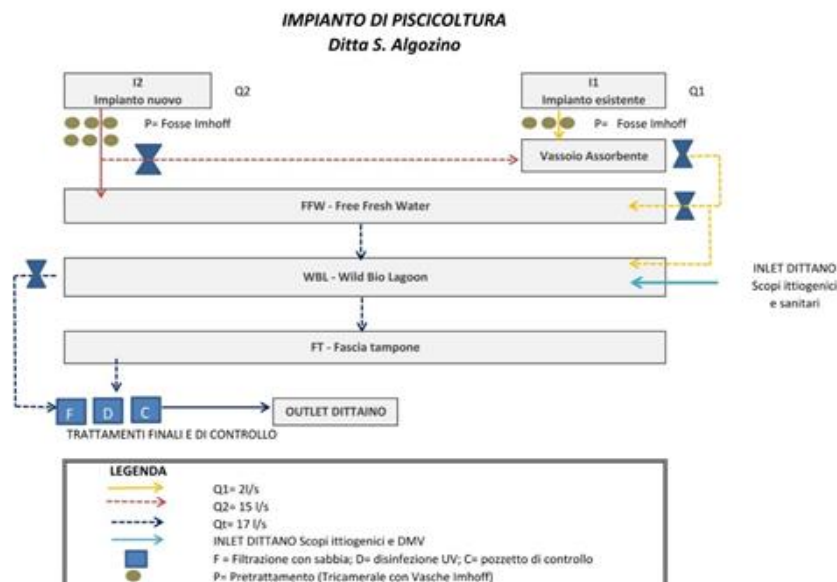 IMPIANTO DI PISCICOLTURA
Ditta S. Algozino
I2
Impianto nuovo
Q2
I1
Impianto esistente
Q1
P= Fosse Imhoff
P= Fosse Imhoff
Vassoio Assorbente
FFW - Free Fresh Water
WBL - Wild Bio Lagoon
INLET DITTANO
Scopi ittiogenici
e sanitari
FT - Fascia tampone
F D C
OUTLET DITTAINO
TRATTAMENTI FINALI E DI CONTROLLO
LEGENDA
Q1= 2l/s
Q2= 15 l/s
Qt= 17 l/s
INLET DITTANO Scopi ittiogenici e DMV
F = Filtrazione con sabbia; D= disinfezione UV; C= pozzetto di controllo
P= Pretrattamento (Tricamerale con Vasche Imhoff)